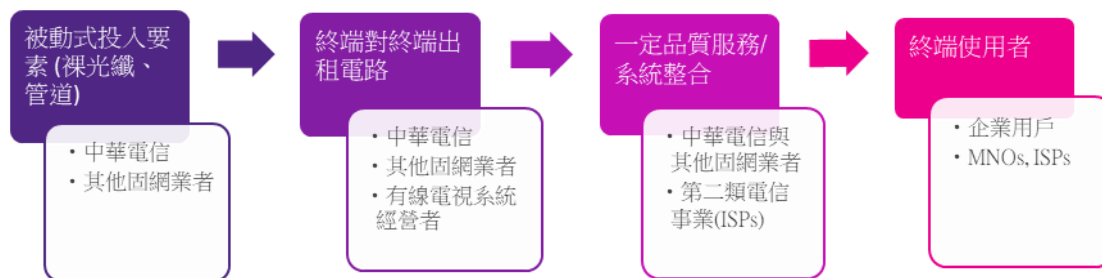 被動式投入要
素 (裸光纖、
管道)
・中華電信
・其他固網業者
終端對終端出
租電路
・中華電信
・其他固網業者
・有線電視系統
經營者
一定品質服務/
系統整合
・中華電信與
其他固網業者
・第二類電信
事業(ISPs)
終端使用者
・企業用戶
・MNOs, ISPs